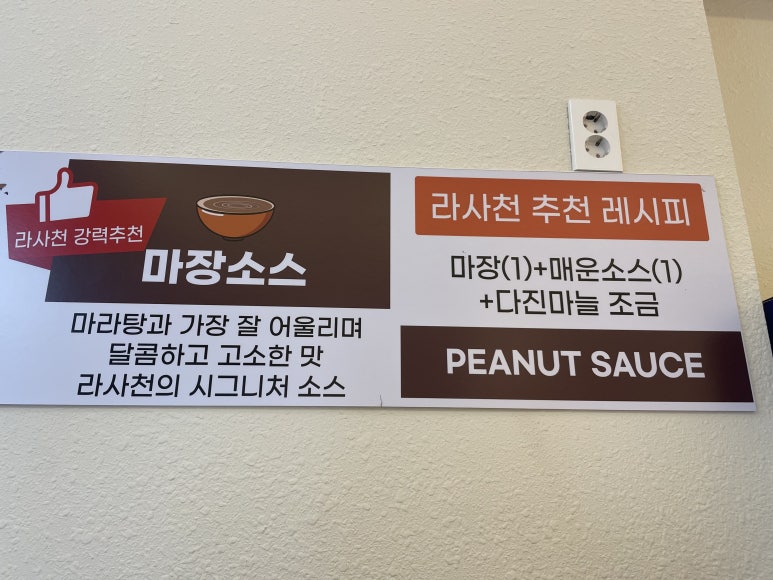 라사천 강력추천
마장소스
마라탕과 가장 잘 어울리며
달콤하고 고소한 맛
라사천의 시그니처 소스
라사천 추천 레시피
마장(1)+매운소스(1)
+다진마늘 조금
PEANUT SAUCE